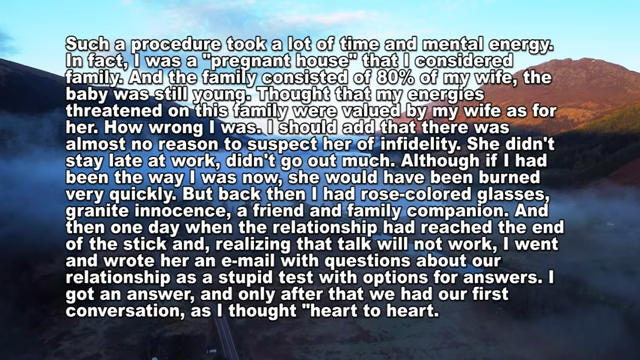 Such a procedure took a lot of time and mental energy.
In fact, I was a "pregnant house" that I considered
family. And the family consisted of 80% of my wife, the
baby was still young. Thought that my energies
threatened on this family were valued by my wife as for
her. How wrong I was. I should add that there was
almost no reason to suspect her of infidelity. She didn't
stay late at work, didn't go out much. Although if I had
been the way I was now, she would have been burned
very quickly. But back then I had rose-colored glasses,
granite innocence, a friend and family companion. And
then one day when the relationship had reached the end
of the stick and, realizing that talk will not work, I went
and wrote her an e-mail with questions about our
relationship as a stupid test with options for answers. I
got an answer, and only after that we had our first
conversation, as I thought "heart to heart.